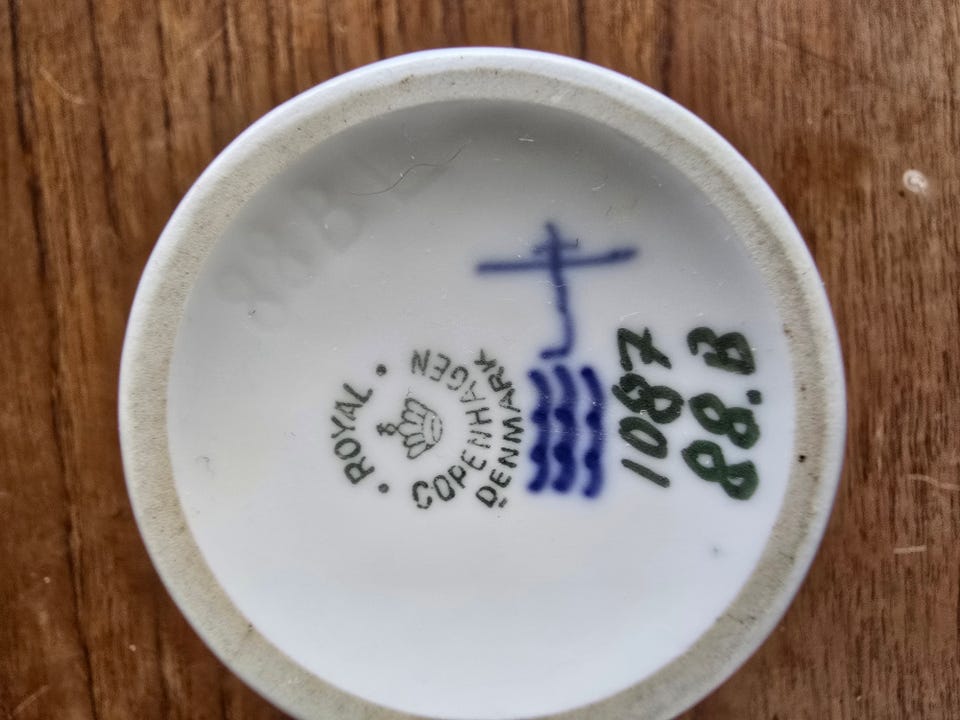 ROYAL
COPENHAGEN
DENMARK
1087
88.B